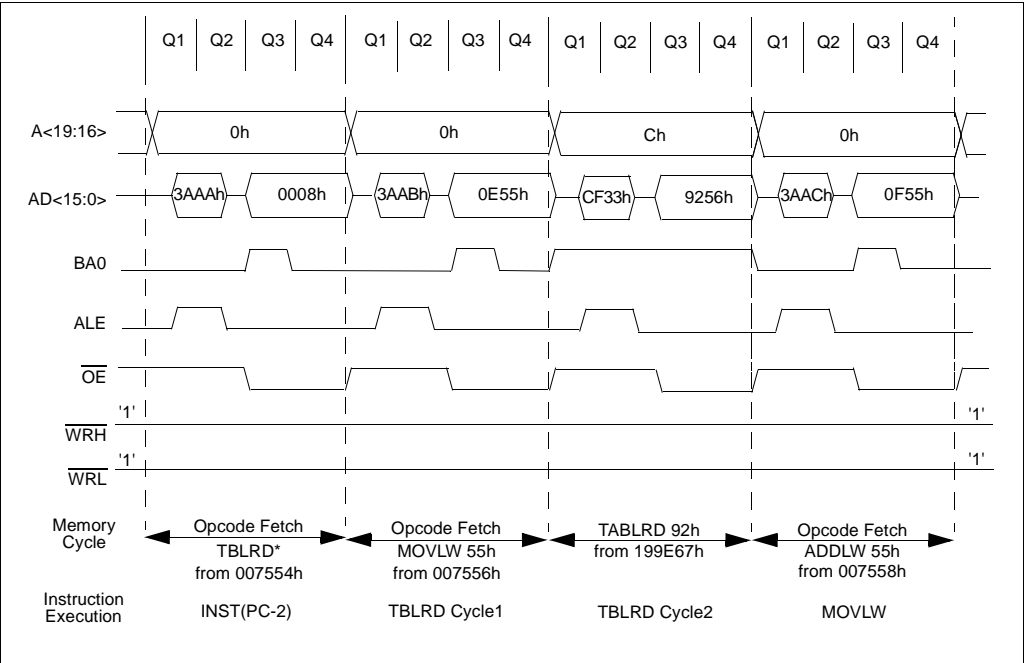 Q1 Q2 Q3 Q4 Q1 Q2 Q3 Q4 Q1 Q2 Q3 Q4 Q1 Q2 Q3 Q4
A<19:16> 0h 0h Ch 0h
AD<15:0> 3AAAh 0008h 3AABh 0E55h CF33h 9256h 3AACh 0F55h
BA0
ALE
OE
'1' '1'
WRH
'1' '1'
WRL
Memory Cycle
Opcode Fetch
TBLRD*
from 007554h
Opcode Fetch
MOVLW 55h
from 007556h
TABLRD 92h
from 199E67h
Opcode Fetch
ADDLW 55h
from 007558h
Instruction
Execution
INST(PC-2) TBLRD Cycle1 TBLRD Cycle2 MOVLW